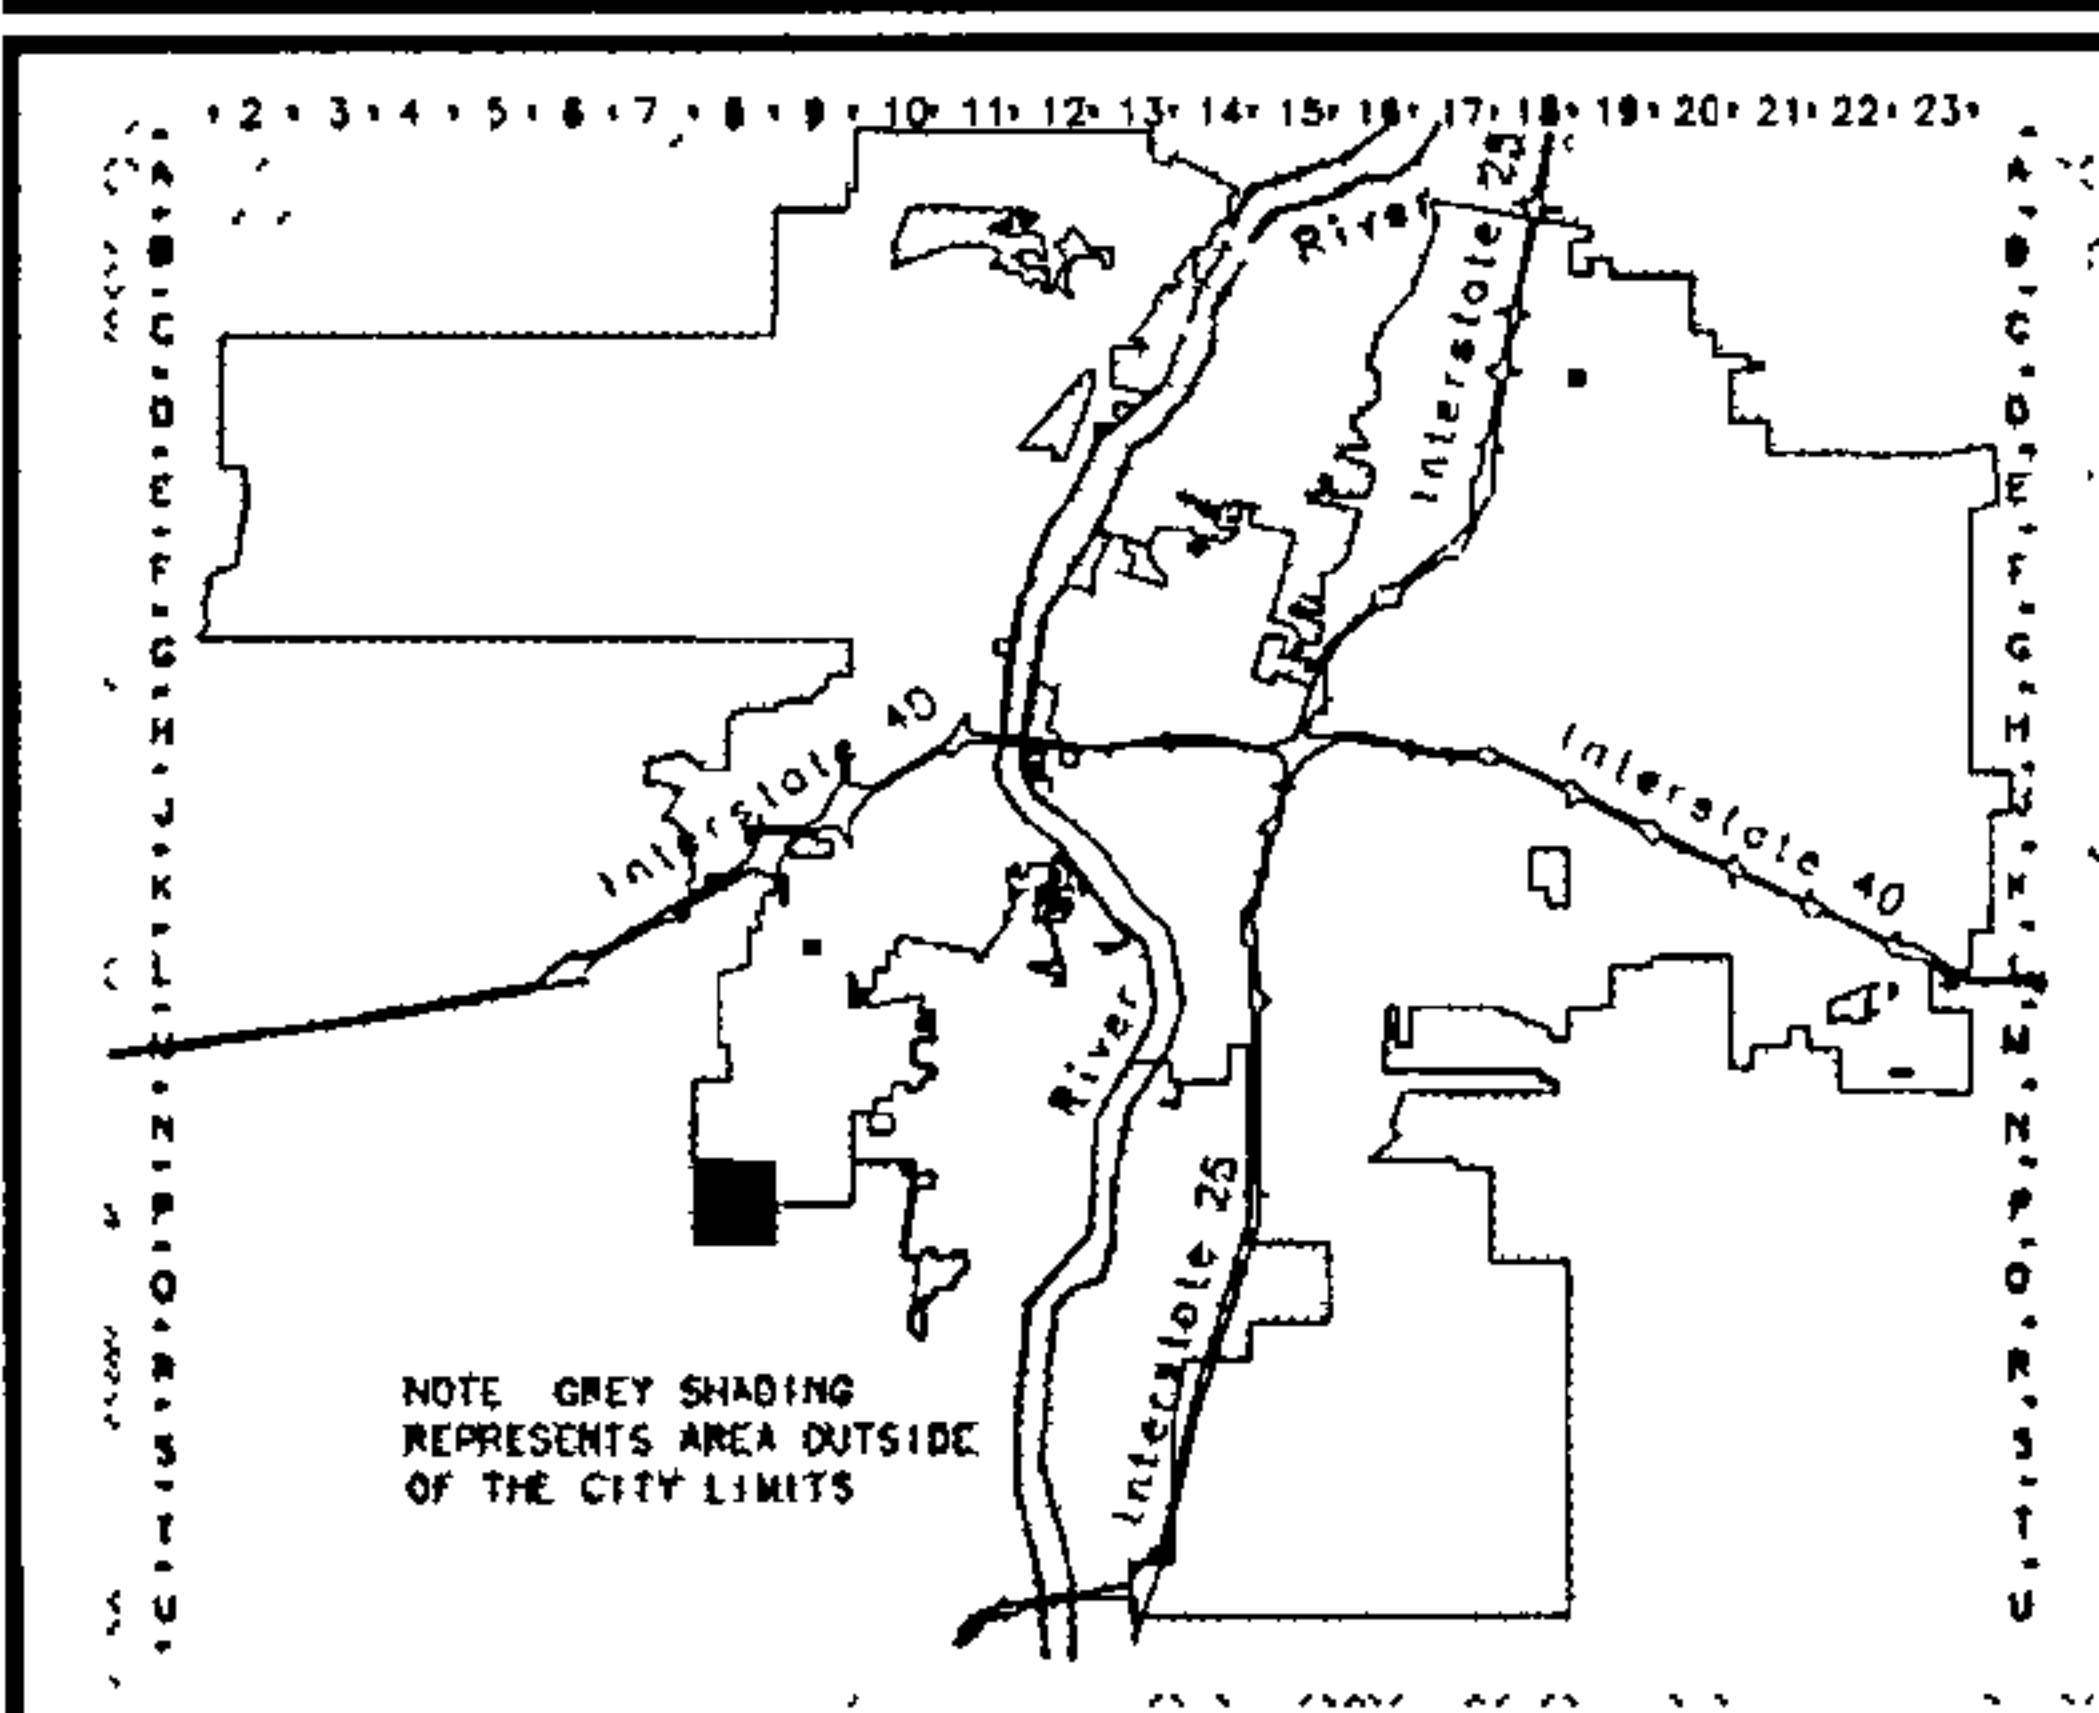 2 3 4 5 6 7 8 9 10 11 12 13 14 15 16 17 18 19 20 21 22 23
A A
B B
C C
D D
E E
F F
G G
H H
J J
K K
L L
M M
N N
P P
Q Q
R R
S S
T T
U U
River
Interstate 25
Interstate 40
Interstate 40
River
Interstate 25
NOTE GREY SHADING
REPRESENTS AREA OUTSIDE
OF THE CITY LIMITS